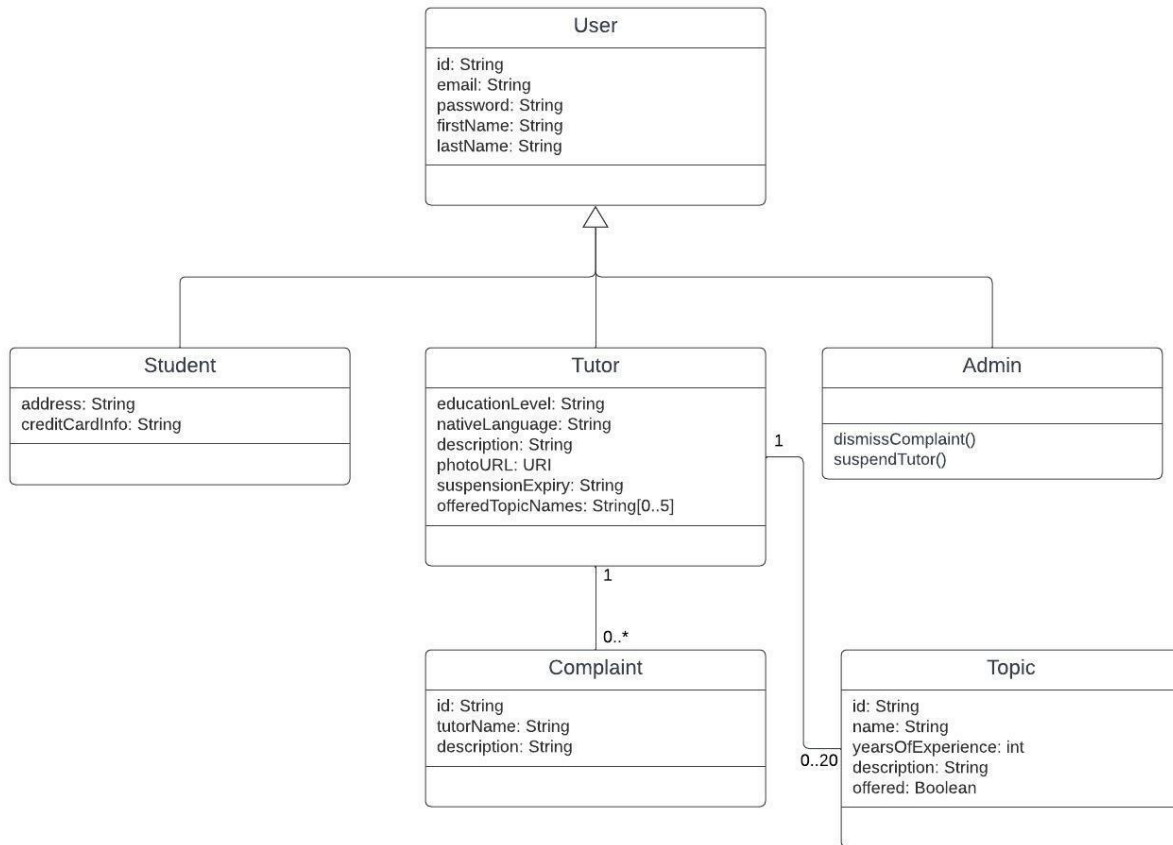 User
id: String
email: String
password: String
firstName: String
lastName: String
Student
address: String
creditCardInfo: String
Tutor
educationLevel: String
nativeLanguage: String
description: String
photoURL: URI
suspensionExpiry: String
offeredTopicNames: String[0..5]
Admin
dismissComplaint()
suspendTutor()
1
1
0..*
Complaint
id: String
tutorName: String
description: String
0..20
Topic
id: String
name: String
yearsOfExperience: int
description: String
offered: Boolean